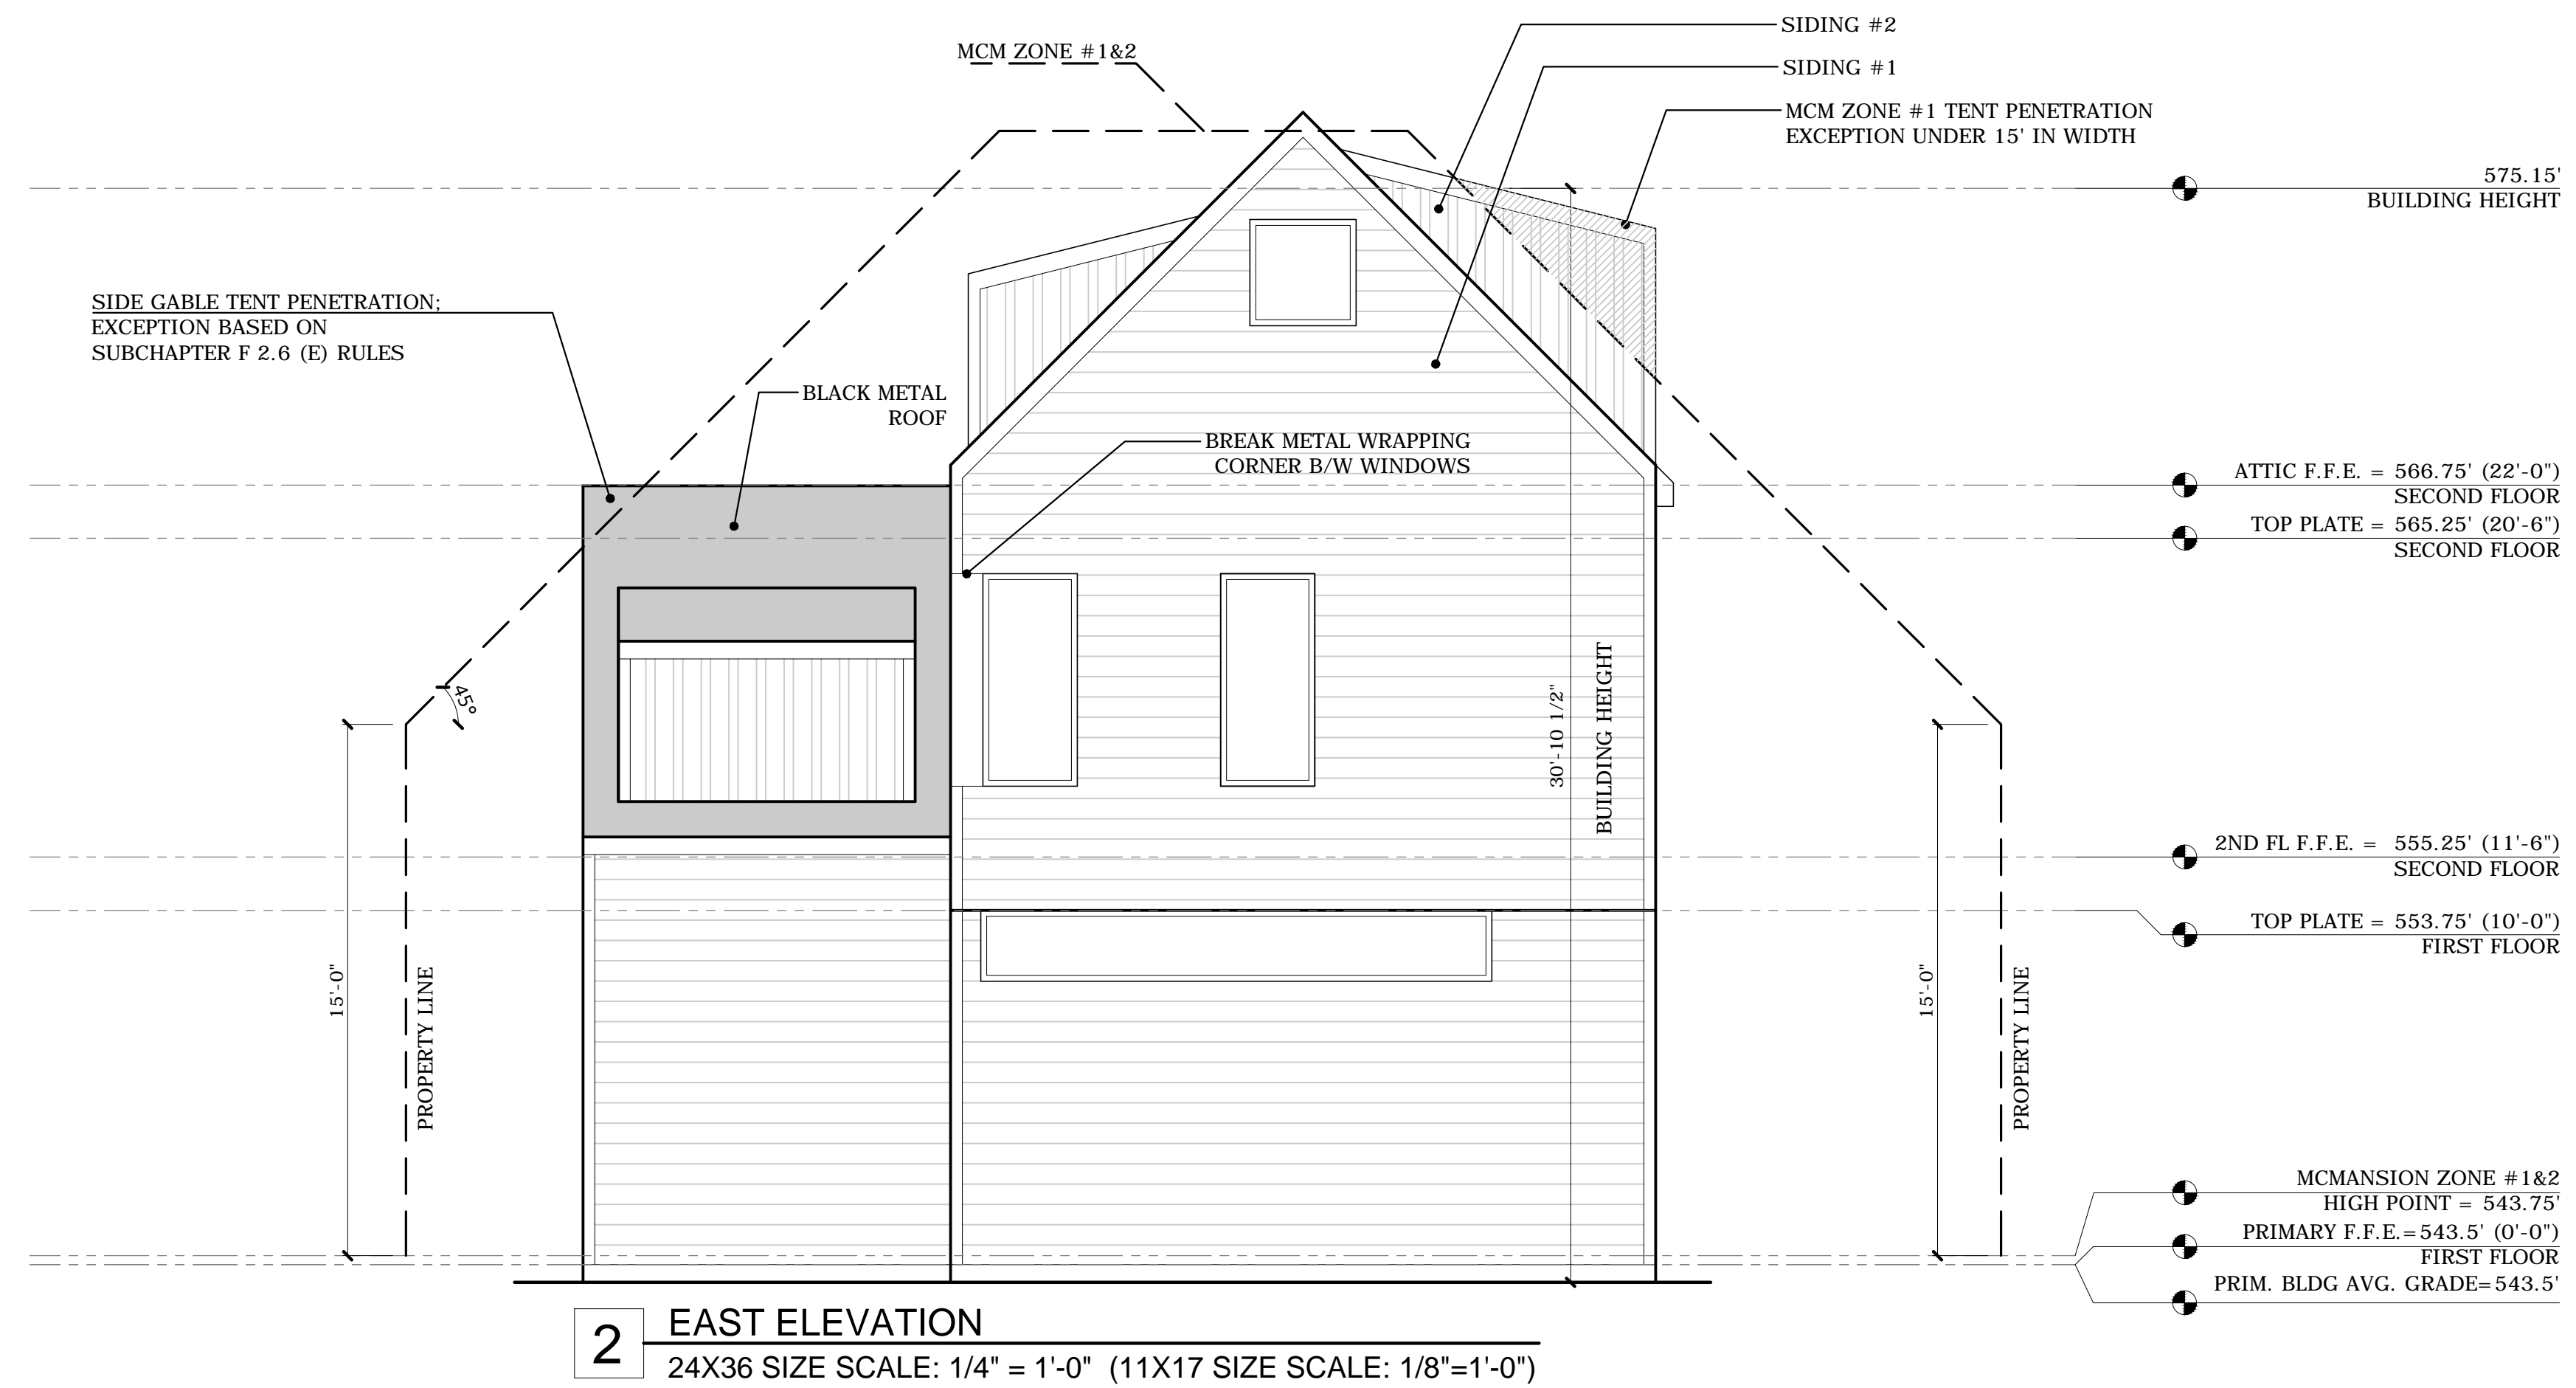 MCM ZONE #1&2
SIDING #2
SIDING #1
MCM ZONE #1 TENT PENETRATION
EXCEPTION UNDER 15' IN WIDTH
575.15'
BUILDING HEIGHT
SIDE GABLE TENT PENETRATION;
EXCEPTION BASED ON
SUBCHAPTER F 2.6 (E) RULES
BLACK METAL
ROOF
BREAK METAL WRAPPING
CORNER B/W WINDOWS
ATTIC F.F.E. = 566.75' (22'-0")
SECOND FLOOR
TOP PLATE = 565.25' (20'-6")
SECOND FLOOR
45°
30'-10 1/2"
BUILDING HEIGHT
2ND FL F.F.E. = 555.25' (11'-6")
SECOND FLOOR
TOP PLATE = 553.75' (10'-0")
FIRST FLOOR
15'-0"
PROPERTY LINE
15'-0"
PROPERTY LINE
MCMANSION ZONE #1&2
HIGH POINT = 543.75'
PRIMARY F.F.E.=543.5' (0'-0")
FIRST FLOOR
PRIM. BLDG AVG. GRADE=543.5'
2
EAST ELEVATION
24X36 SIZE SCALE: 1/4" = 1'-0" (11X17 SIZE SCALE: 1/8"=1'-0")